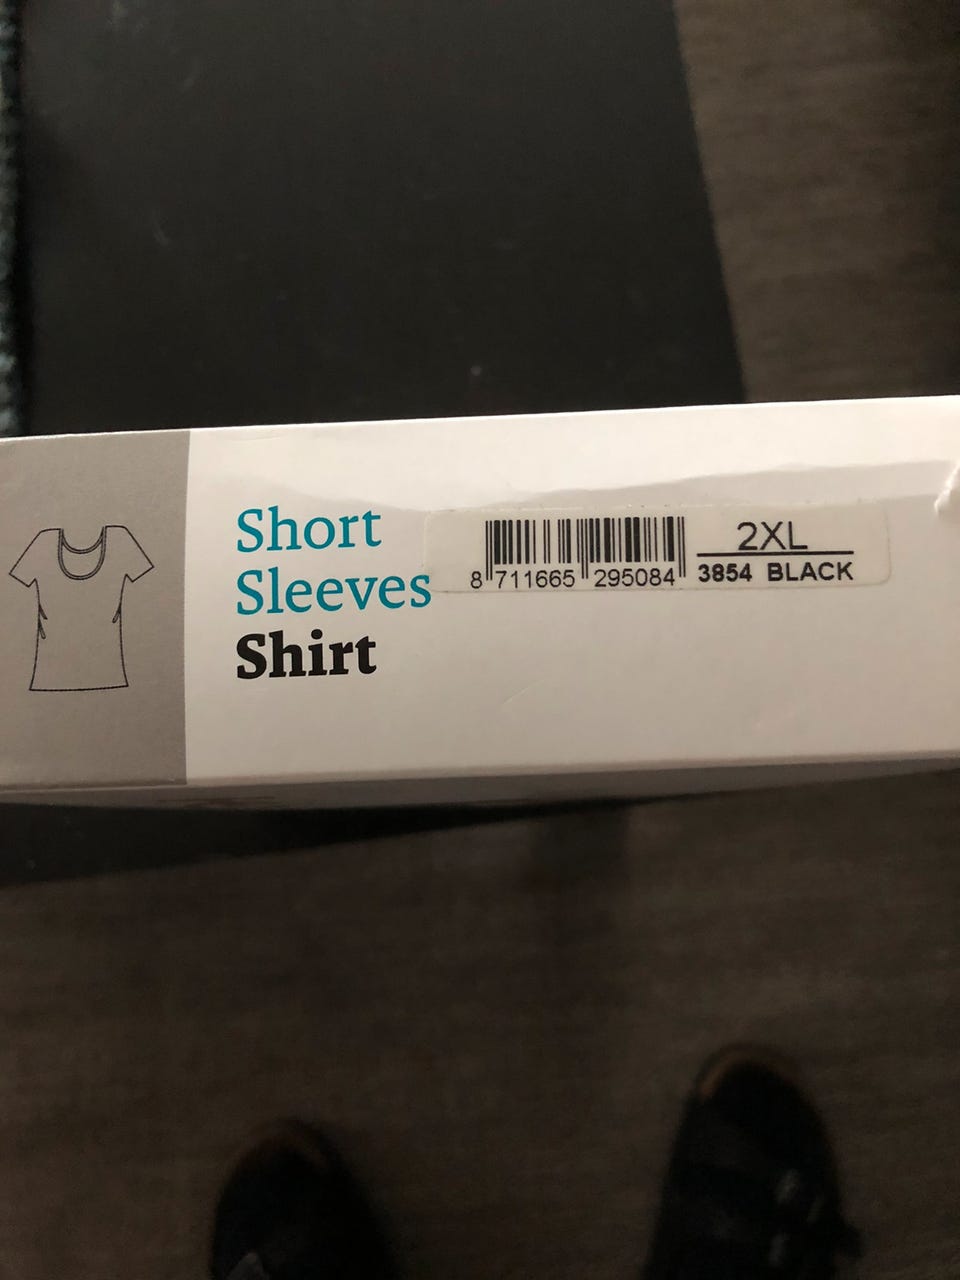 Short
Sleeves
Shirt
8 711665 295084
2XL
3854 BLACK